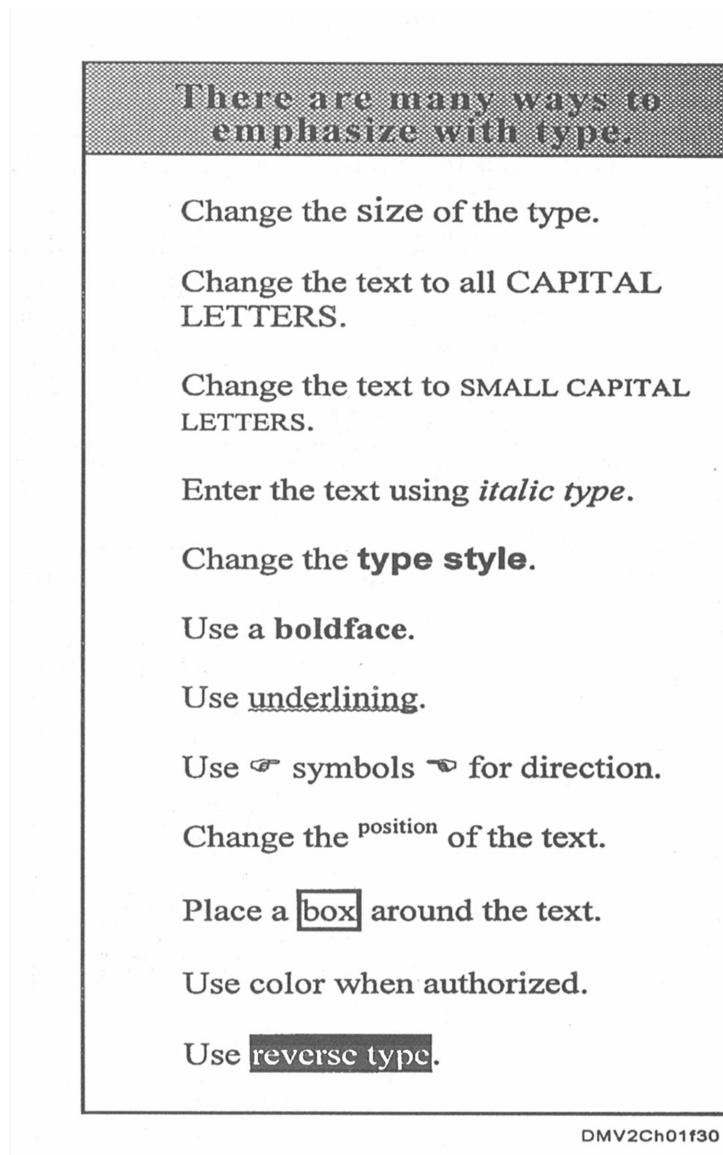 There are many ways to
emphasize with type.
Change the size of the type.
Change the text to all CAPITAL
LETTERS.
Change the text to SMALL CAPITAL
LETTERS.
Enter the text using italic type.
Change the type style.
Use a boldface.
Use underlining.
Use ☞ symbols ☜ for direction.
Change the position of the text.
Place a box around the text.
Use color when authorized.
Use reverse type.
DMV2Ch01f30